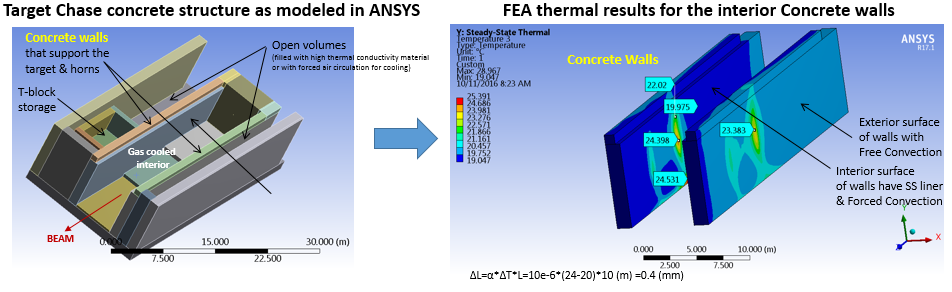 Target Chase concrete structure as modeled in ANSYS
Concrete walls
that support the
target & horns
Open volumes
(filled with high thermal conductivity material
or with forced air circulation for cooling)
T-block
storage
Gas cooled
interior
BEAM
0.000
15.000
30.000 (m)
7.500
22.500
FEA thermal results for the interior Concrete walls
Y: Steady-State Thermal
Temperature 3
Type: Temperature
Unit: °C
Time: 1
Custom
Max: 28.967
Min: 19.047
10/11/2016 8:23 AM
25.391
24.686
23.981
23.276
22.571
21.866
21.161
20.457
19.752
19.047
Concrete Walls
ANSYS
R17.1
22.02
19.975
24.398
23.383
24.531
Exterior surface
of walls with
Free Convection
Interior surface
of walls have SS liner
& Forced Convection
Y
X
0.000
5.000
10.000 (m)
2.500
7.500
ΔL=α*ΔT*L=10e-6*(24-20)*10 (m) =0.4 (mm)